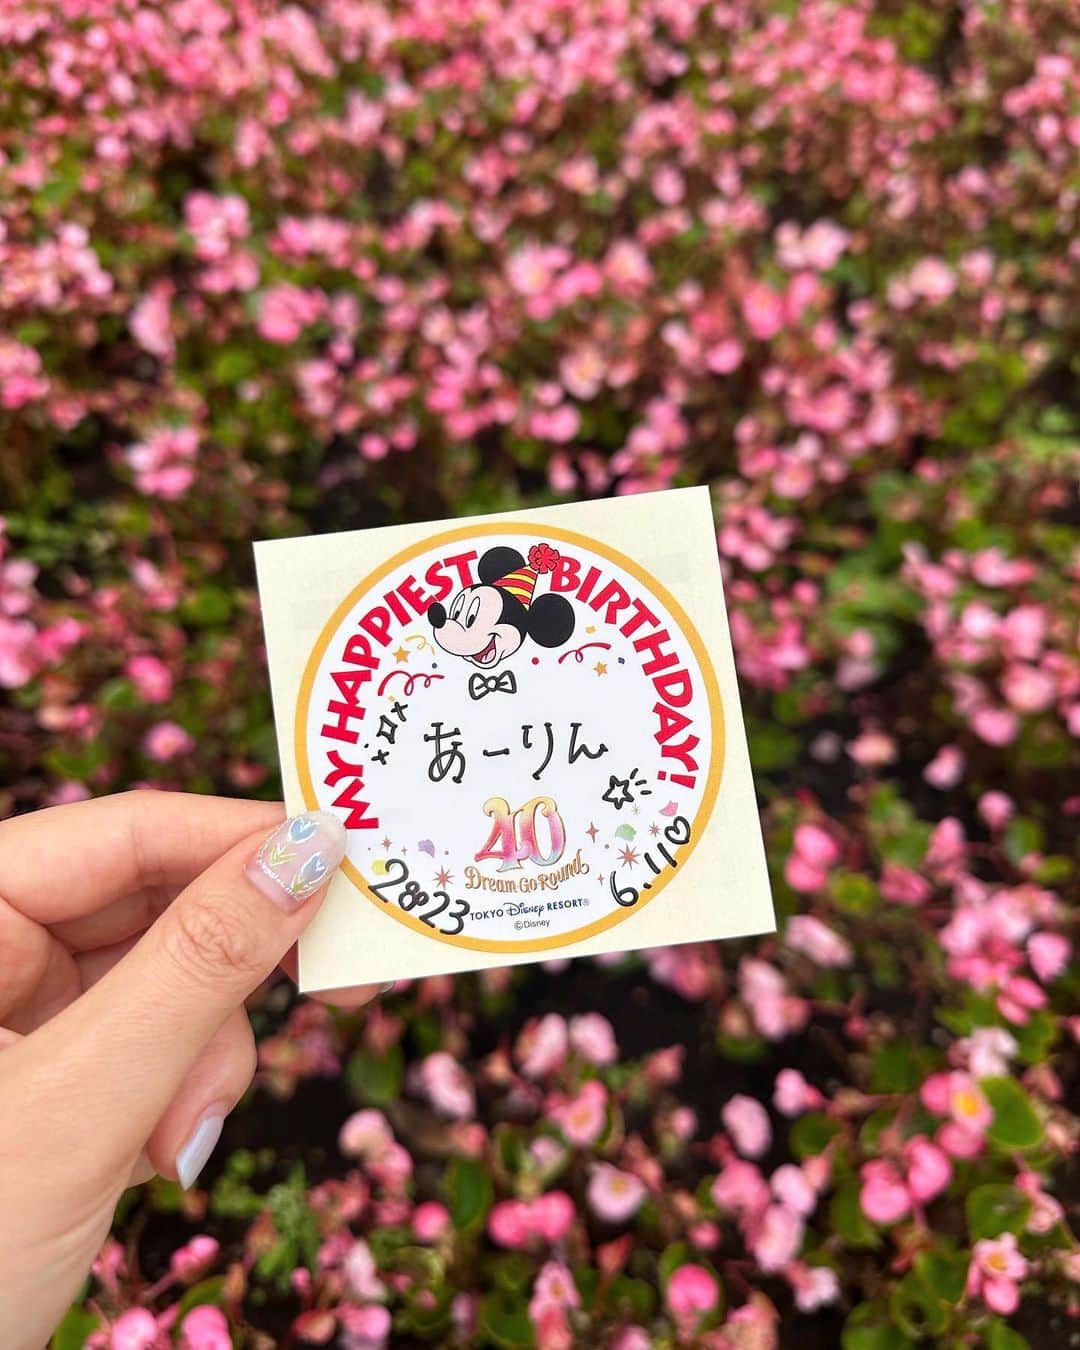 MY HAPPIEST BIRTHDAY!
あーりん
40
Dream-Go-Round
2023
6.11
TOKYO Disney RESORT®
©Disney